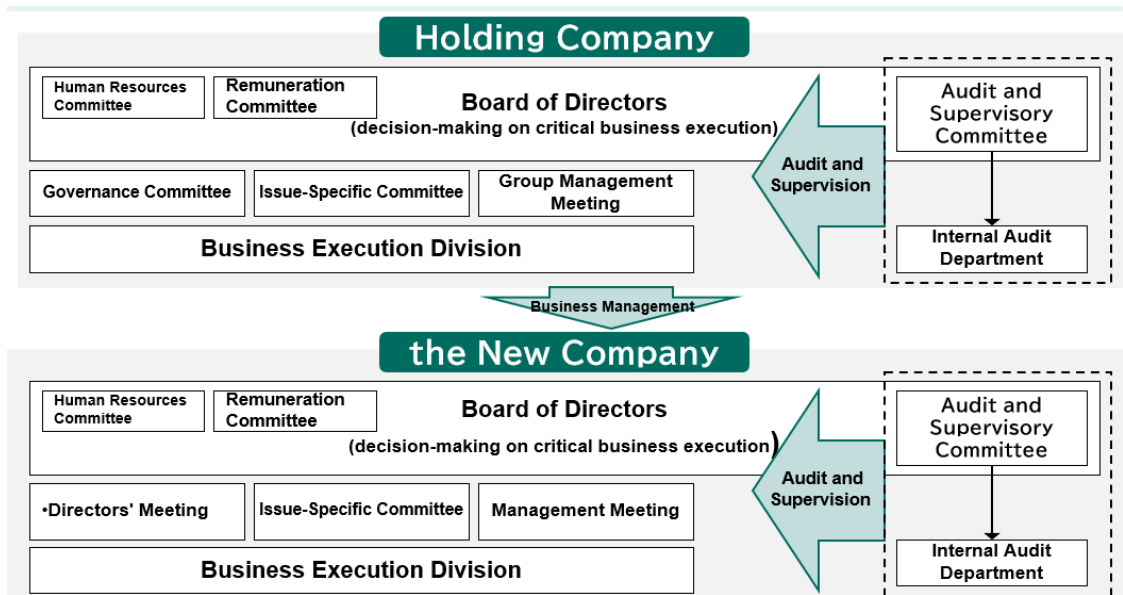 Holding Company
Human Resources
Committee
Remuneration
Committee
Board of Directors
(decision-making on critical business execution)
Audit and
Supervisory
Committee
Audit and
Supervision
Governance Committee
Issue-Specific Committee
Group Management
Meeting
Business Execution Division
Internal Audit
Department
Business Management
the New Company
Human Resources
Committee
Remuneration
Committee
Board of Directors
(decision-making on critical business execution)
Audit and
Supervisory
Committee
Audit and
Supervision
•Directors' Meeting
Issue-Specific Committee
Management Meeting
Business Execution Division
Internal Audit
Department